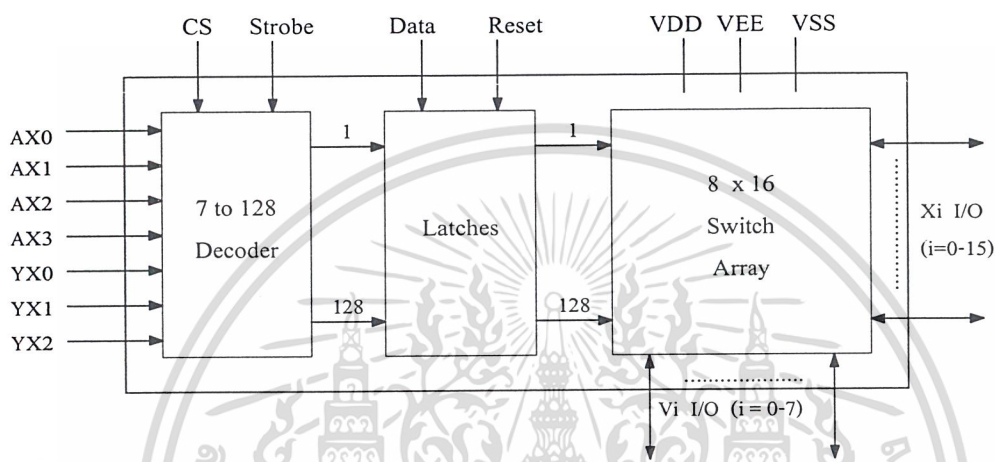 CS Strobe Data Reset VDD VEE VSS
AX0
AX1
AX2
AX3
YX0
YX1
YX2
7 to 128
Decoder
1
128
Latches
1
128
8 x 16
Switch
Array
Xi I/O
(i=0-15)
Vi I/O (i = 0-7)